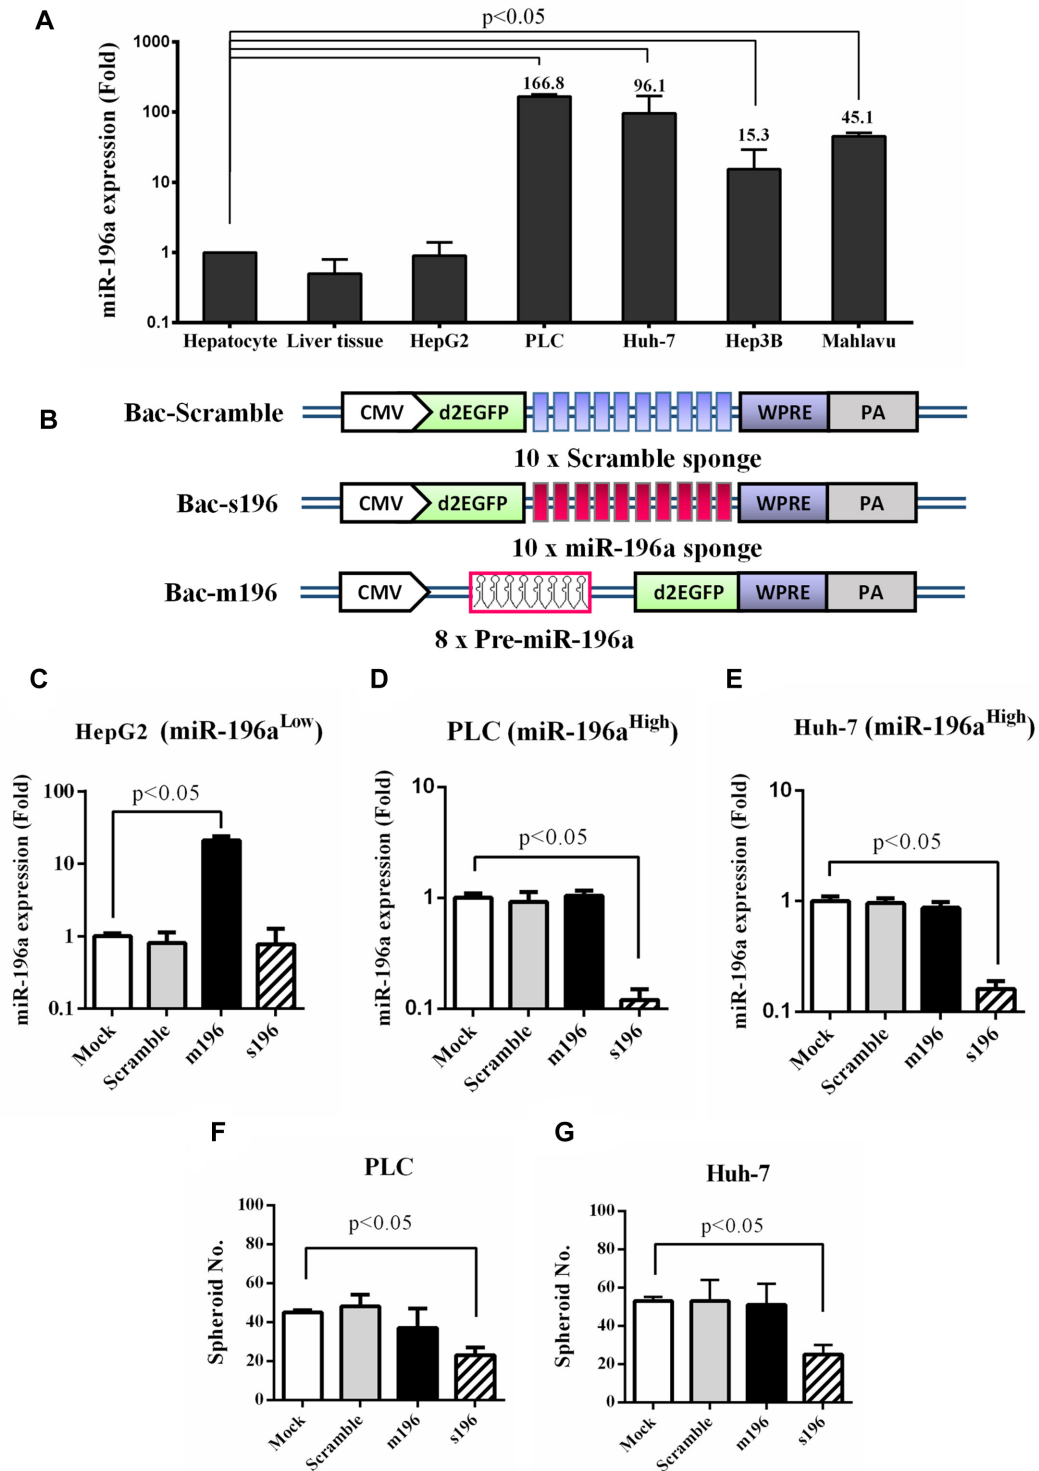 A
p<0.05
miR-196a expression (Fold)
1000
100
10
1
0.1
166.8
96.1
15.3
45.1
Hepatocyte Liver tissue HepG2 PLC Huh-7 Hep3B Mahlavu
B
Bac-Scramble CMV d2EGFP WPRE PA
10 x Scramble sponge
Bac-s196 CMV d2EGFP WPRE PA
10 x miR-196a sponge
Bac-m196 CMV d2EGFP WPRE PA
8 x Pre-miR-196a
C
HepG2 (miR-196aLow)
miR-196a expression (Fold)
100
10
1
0.1
p<0.05
Mock Scramble m196 s196
D
PLC (miR-196aHigh)
miR-196a expression (Fold)
10
1
0.1
p<0.05
Mock Scramble m196 s196
E
Huh-7 (miR-196aHigh)
miR-196a expression (Fold)
10
1
0.1
p<0.05
Mock Scramble m196 s196
F
PLC
Spheroid No.
100
80
60
40
20
0
p<0.05
Mock Scramble m196 s196
G
Huh-7
Spheroid No.
100
80
60
40
20
0
p<0.05
Mock Scramble m196 s196